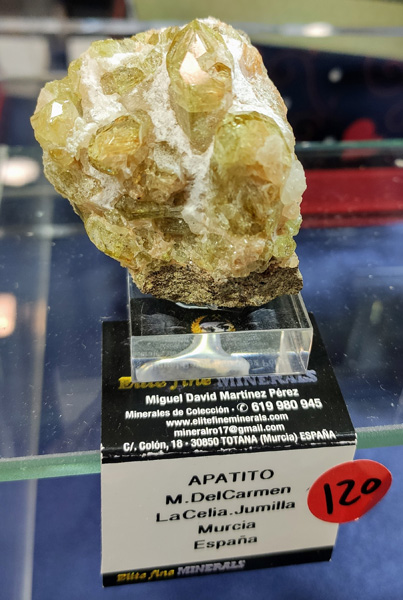 Elite fine MINERALS
Miguel David Martínez Pérez
Minerales de Colección · ✆ 619 980 945
www.elitefineminerals.com
mineralro17@gmail.com
C/. Colón, 18 · 30850 TOTANA (Murcia) ESPAÑA
APATITO
M.DelCarmen
LaCelia.Jumilla
Murcia
España
120
Elite fine MINERALS